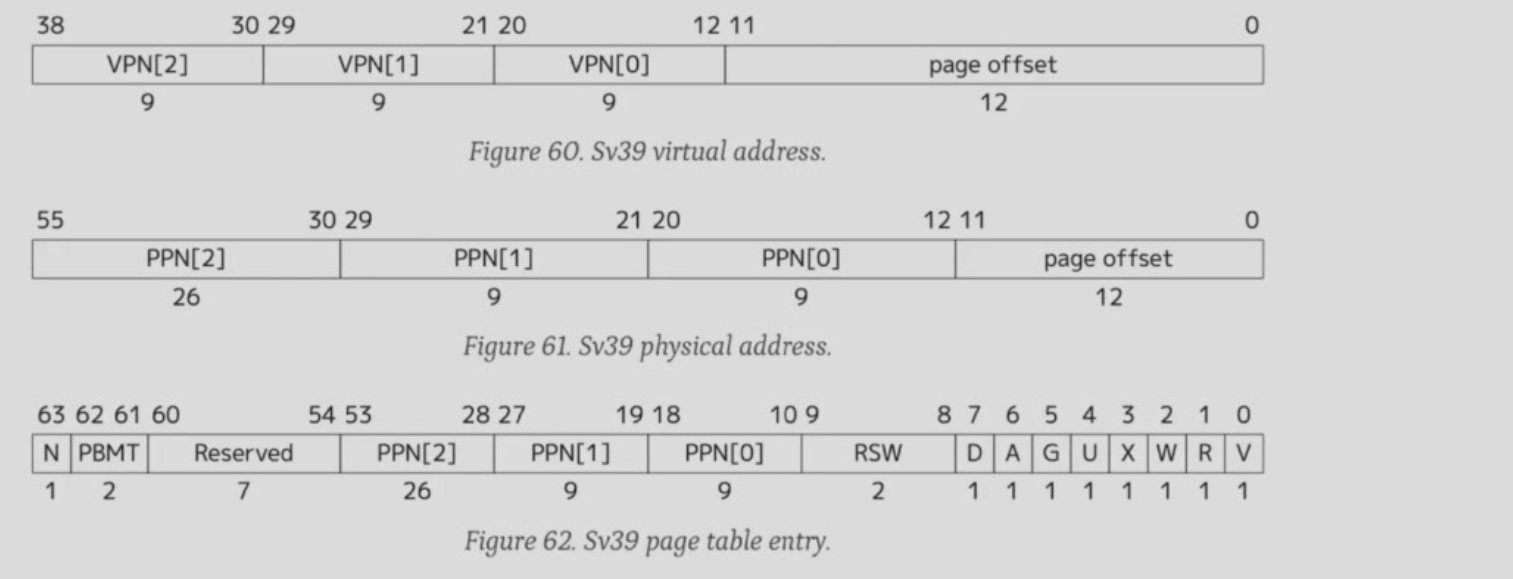 38 30 29 21 20 12 11 0
VPN[2] VPN[1] VPN[0] page offset
9 9 9 12
Figure 60. Sv39 virtual address.
55 30 29 21 20 12 11 0
PPN[2] PPN[1] PPN[0] page offset
26 9 9 12
Figure 61. Sv39 physical address.
63 62 61 60 54 53 28 27 19 18 10 9 8 7 6 5 4 3 2 1 0
N PBMT Reserved PPN[2] PPN[1] PPN[0] RSW D A G U X W R V
1 2 7 26 9 9 2 1 1 1 1 1 1 1 1
Figure 62. Sv39 page table entry.